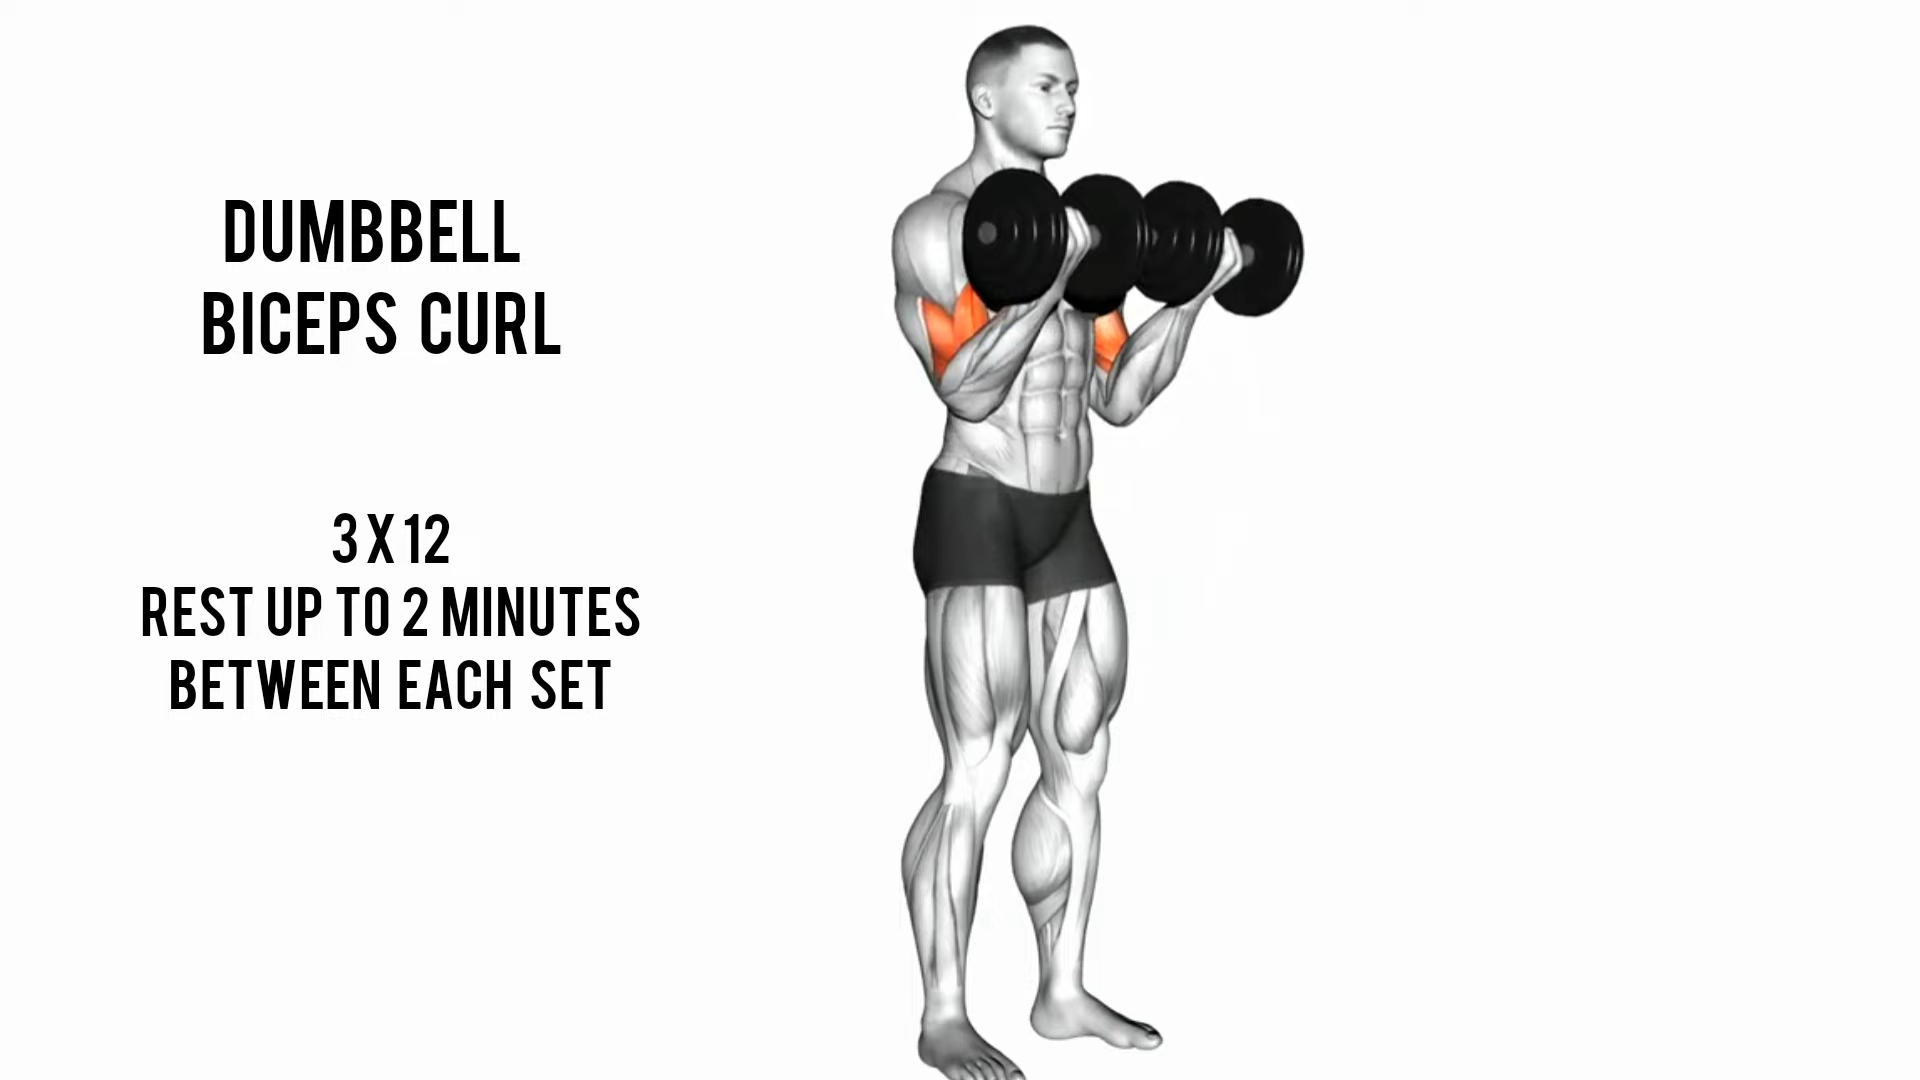 DUMBBELL
BICEPS CURL
3 X 12
REST UP TO 2 MINUTES
BETWEEN EACH SET